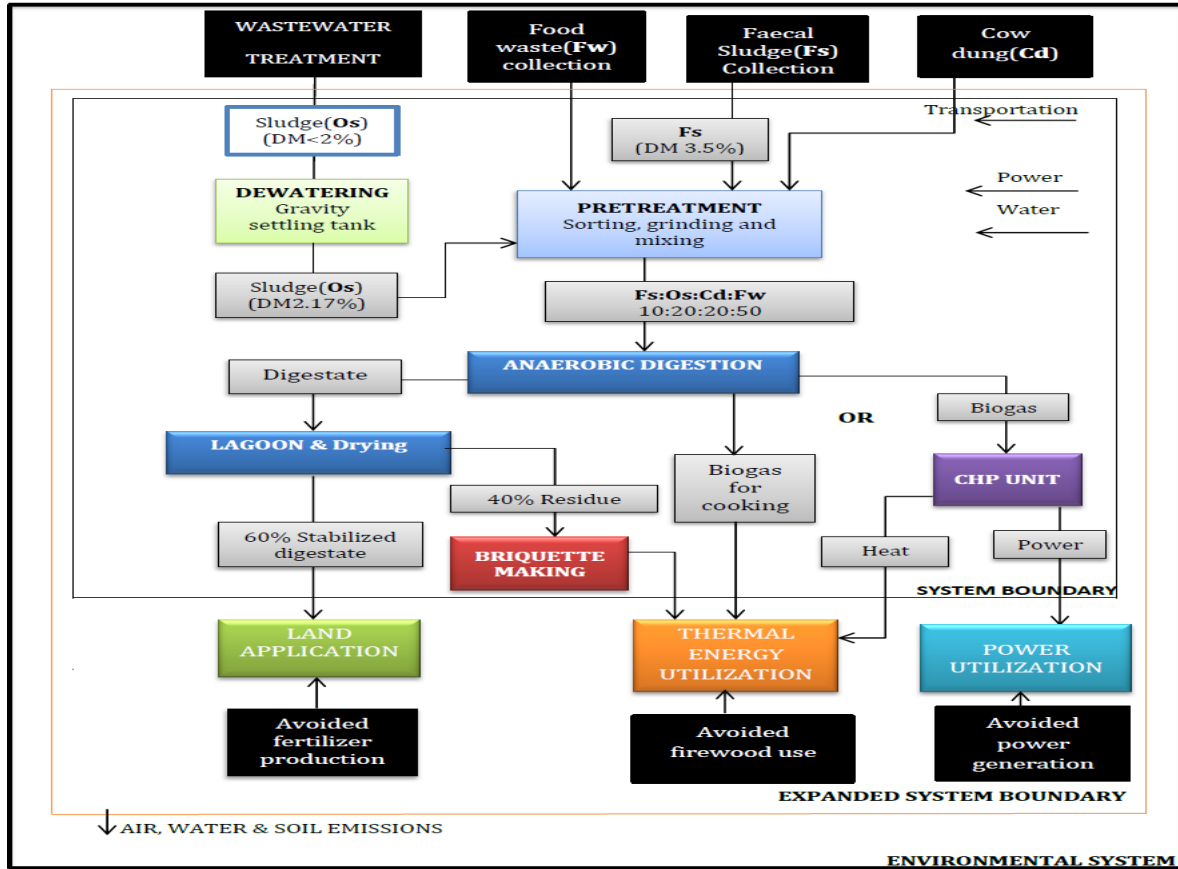 WASTEWATER
TREATMENT
Food
waste(Fw)
collection
Faecal
Sludge(Fs)
Collection
Cow
dung(Cd)
Sludge(Os)
(DM<2%)
Fs
(DM 3.5%)
Transportation
DEWATERING
Gravity
settling tank
PRETREATMENT
Sorting, grinding and
mixing
Power
Water
Sludge(Os)
(DM2.17%)
Fs:Os:Cd:Fw
10:20:20:50
ANAEROBIC DIGESTION
Digestate
Biogas
OR
LAGOON & Drying
Biogas
for
cooking
CHP UNIT
40% Residue
60% Stabilized
digestate
BRIQUETTE
MAKING
Heat
Power
SYSTEM BOUNDARY
LAND
APPLICATION
THERMAL
ENERGY
UTILIZATION
POWER
UTILIZATION
Avoided
fertilizer
production
Avoided
firewood use
Avoided
power
generation
EXPANDED SYSTEM BOUNDARY
AIR, WATER & SOIL EMISSIONS
ENVIRONMENTAL SYSTEM